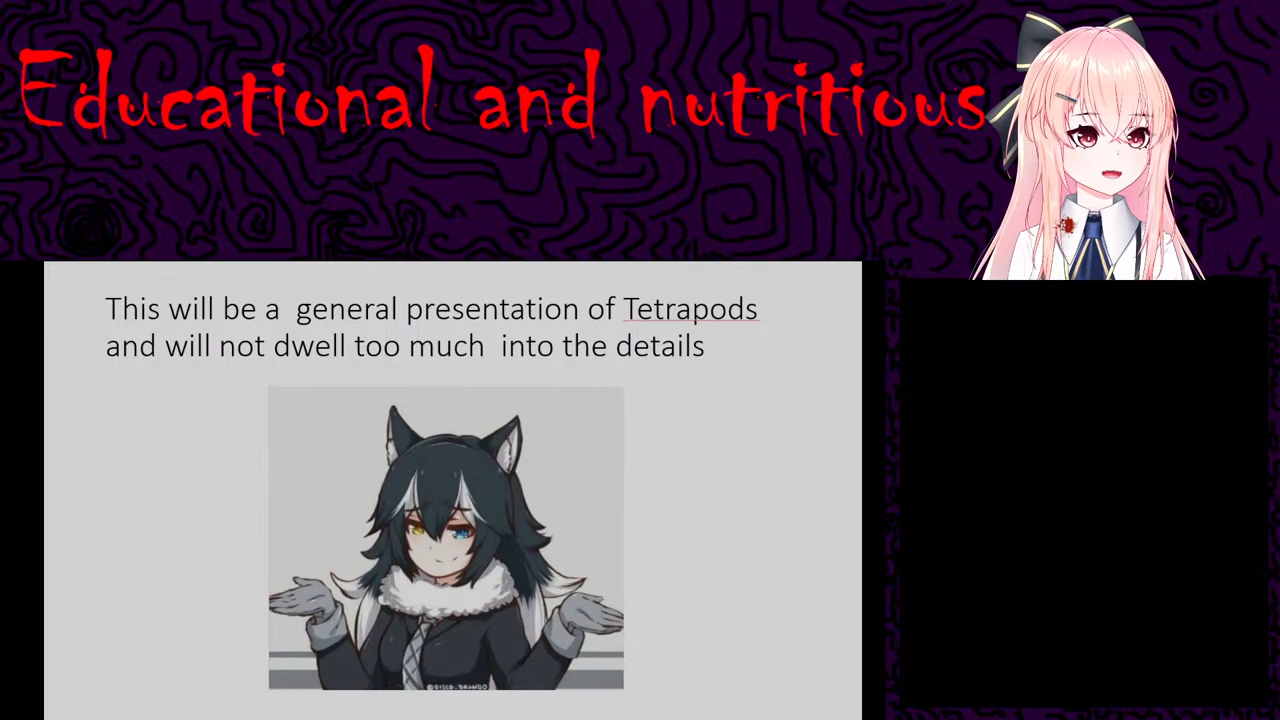 Educational and nutritious
This will be a  general presentation of Tetrapods
and will not dwell too much  into the details
©DISCO_BRANDO